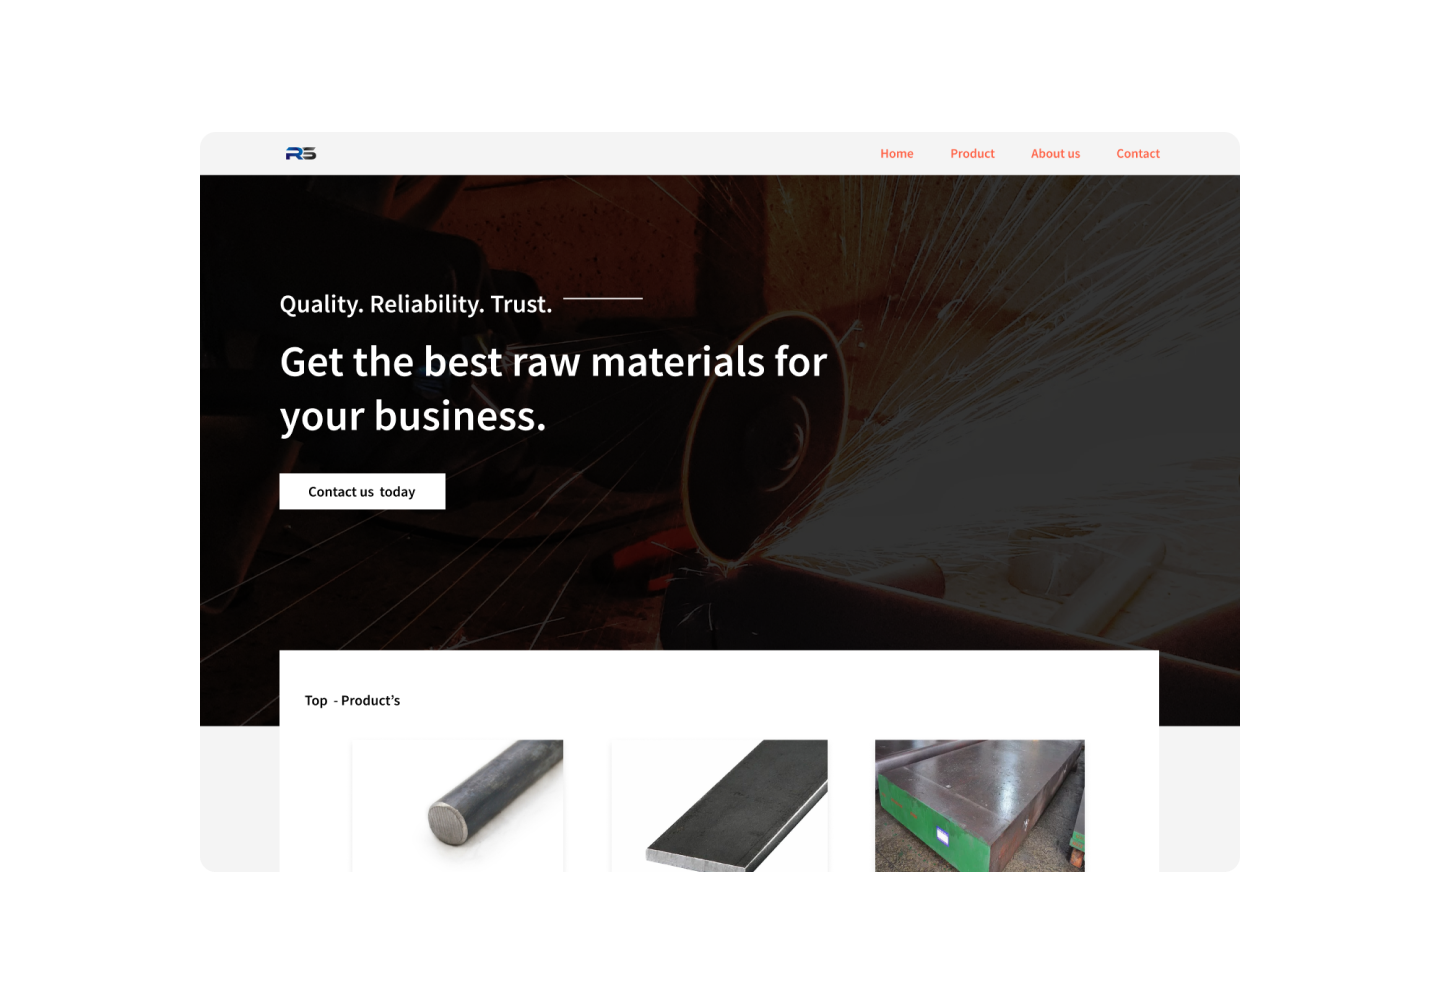 RS
Home
Product
About us
Contact
Quality. Reliability. Trust.
Get the best raw materials for
your business.
Contact us today
Top - Product’s